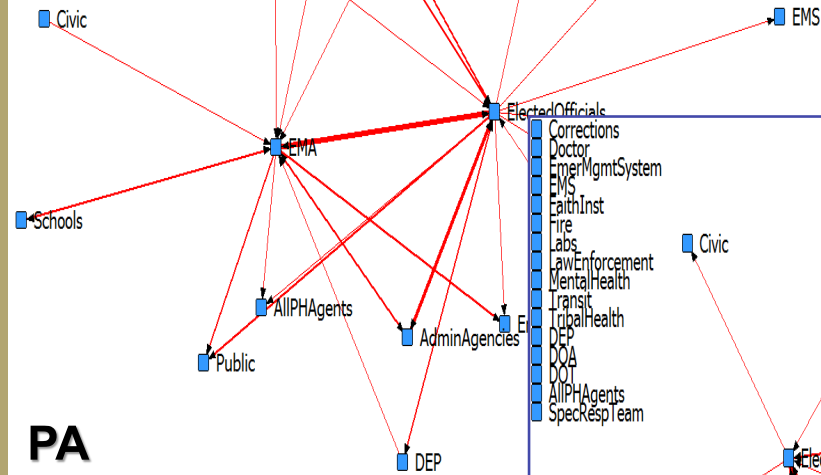 Civic
EMS
ElectedOfficials
EMA
Schools
AllPHAgents
AdminAgencies
Public
DEP
PA
Corrections
Doctor
EmerMgmtSystem
EMS
FaithInst
Fire
Labs
LawEnforcement
MentalHealth
Transit
TribalHealth
DEP
DOA
DOT
AllPHAgents
SpecRespTeam
Civic